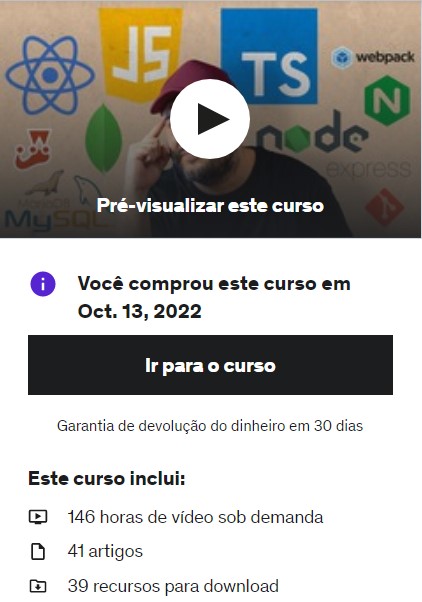 JS
TS
webpack
N
node
express
MariaDB
MySQL
Pré-visualizar este curso
Você comprou este curso em
Oct. 13, 2022
Ir para o curso
Garantia de devolução do dinheiro em 30 dias
Este curso inclui:
146 horas de vídeo sob demanda
41 artigos
39 recursos para download